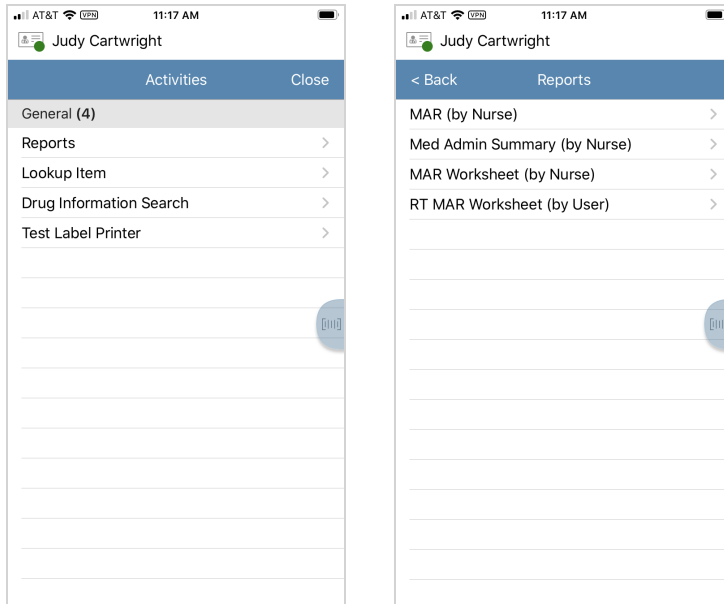 AT&T VPN 11:17 AM
Judy Cartwright
Activities Close
General (4)
Reports
Lookup Item
Drug Information Search
Test Label Printer
AT&T VPN 11:17 AM
Judy Cartwright
< Back Reports
MAR (by Nurse)
Med Admin Summary (by Nurse)
MAR Worksheet (by Nurse)
RT MAR Worksheet (by User)